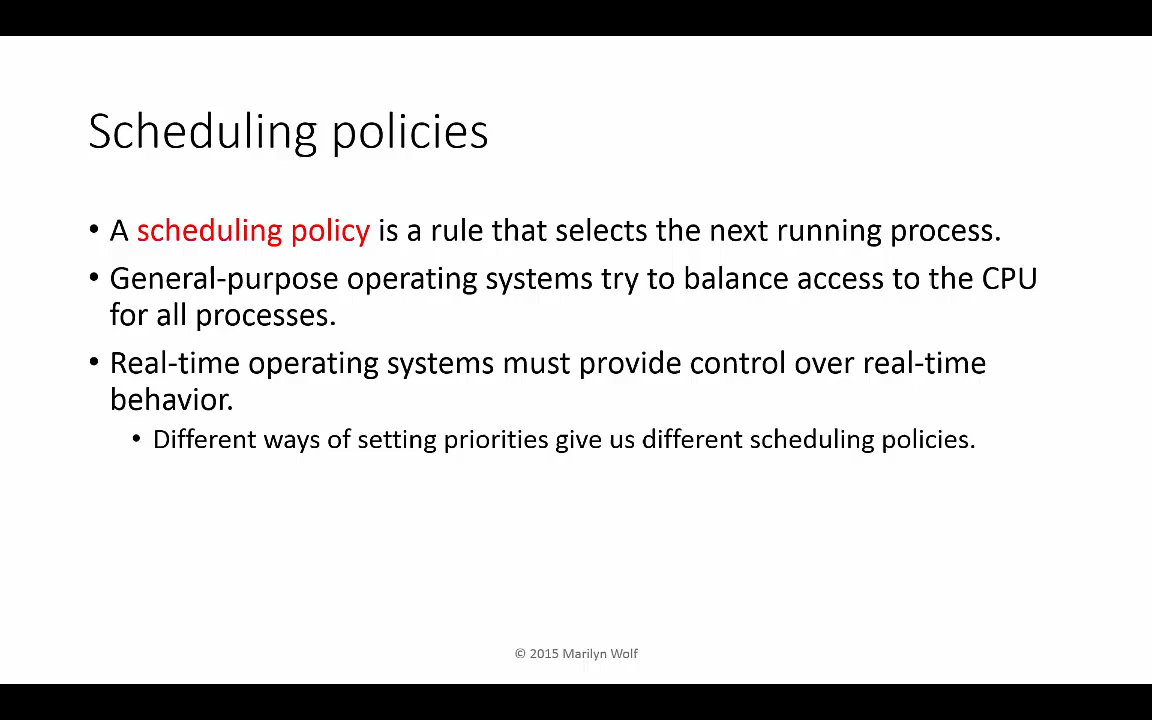 Scheduling policies
• A scheduling policy is a rule that selects the next running process.
• General-purpose operating systems try to balance access to the CPU
for all processes.
• Real-time operating systems must provide control over real-time
behavior.
• Different ways of setting priorities give us different scheduling policies.
© 2015 Marilyn Wolf